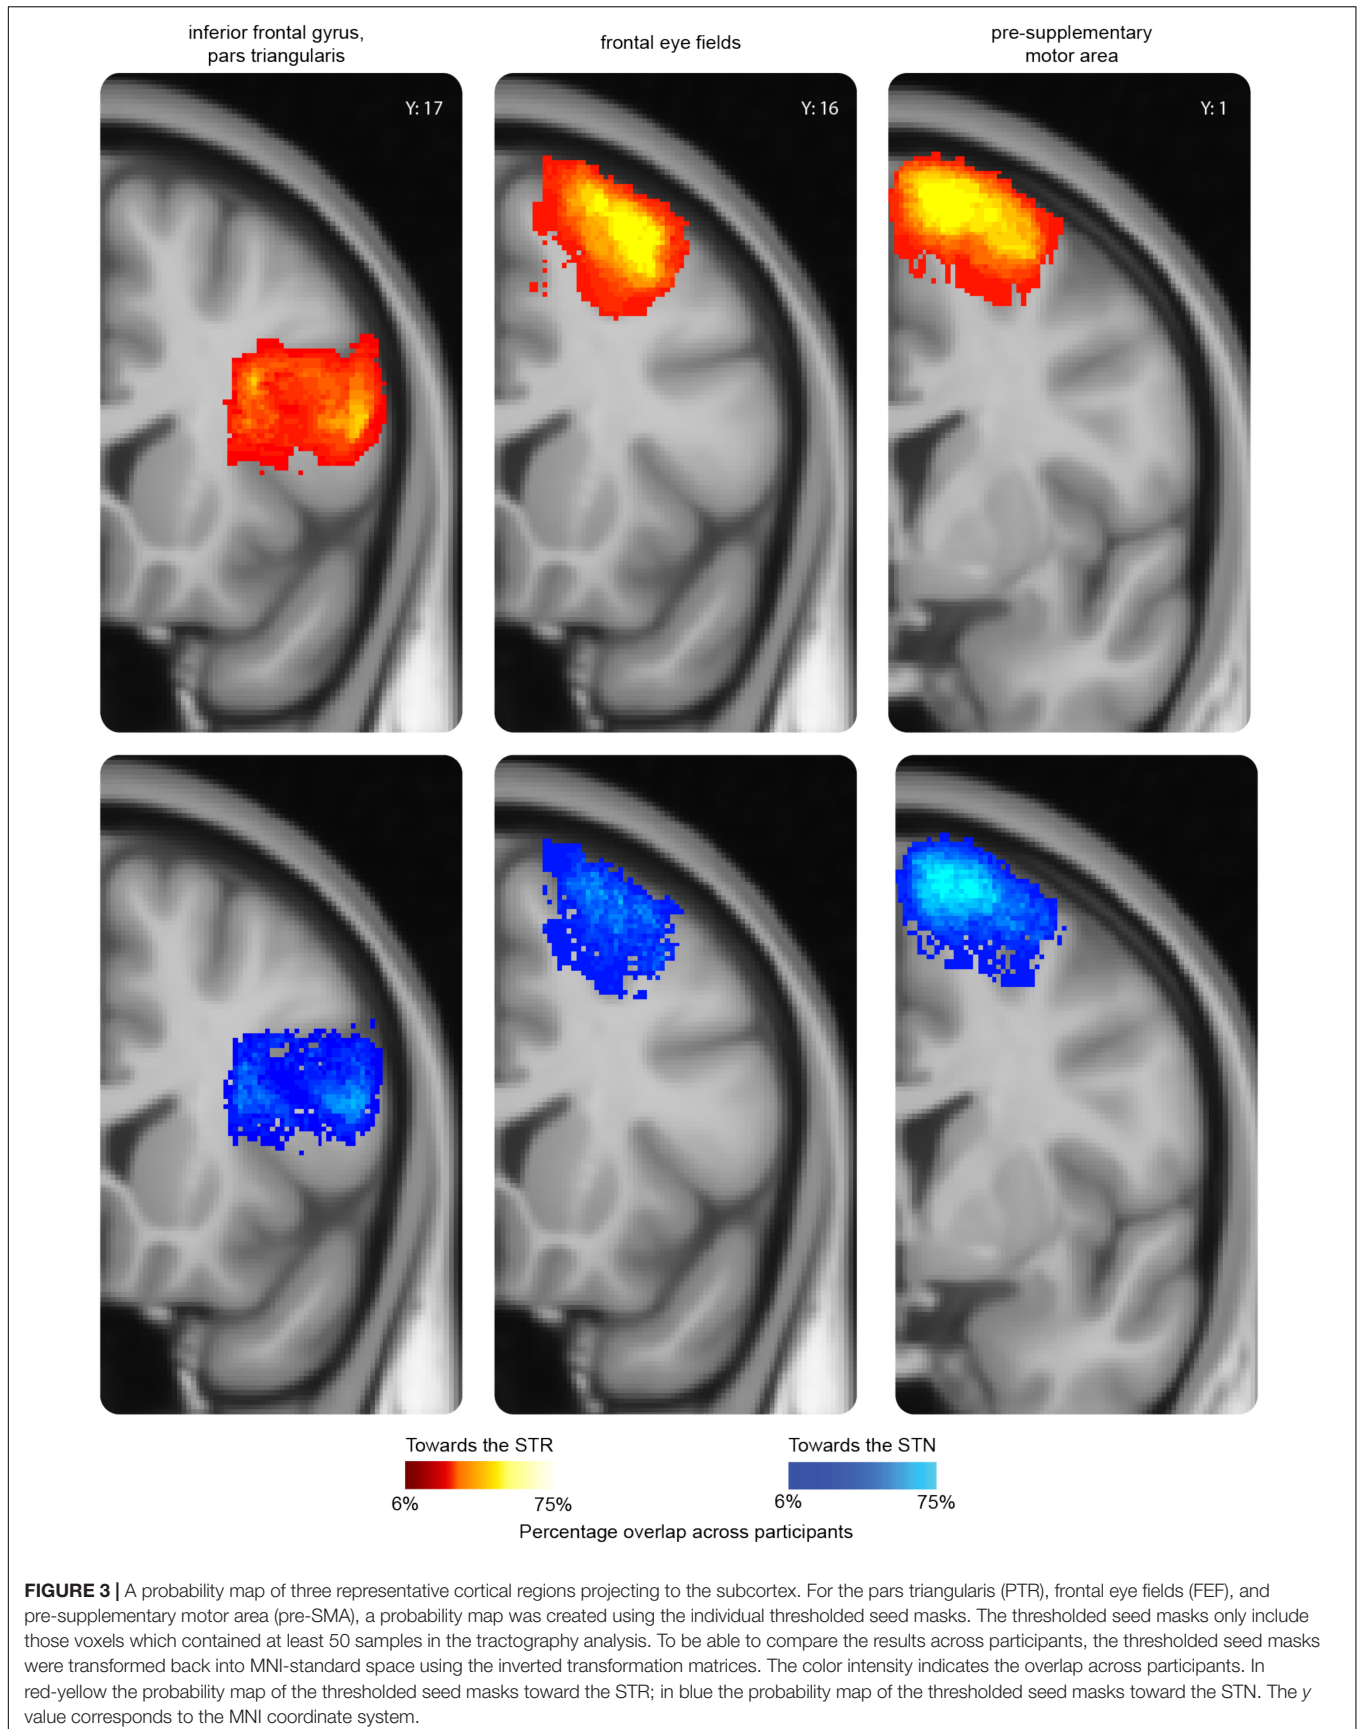 inferior frontal gyrus,
pars triangularis
frontal eye fields
pre-supplementary
motor area
Y: 17
Y: 16
Y: 1
Towards the STR
6%
75%
Towards the STN
6%
75%
Percentage overlap across participants
FIGURE 3 | A probability map of three representative cortical regions projecting to the subcortex. For the pars triangularis (PTR), frontal eye fields (FEF), and
pre-supplementary motor area (pre-SMA), a probability map was created using the individual thresholded seed masks. The thresholded seed masks only include
those voxels which contained at least 50 samples in the tractography analysis. To be able to compare the results across participants, the thresholded seed masks
were transformed back into MNI-standard space using the inverted transformation matrices. The color intensity indicates the overlap across participants. In
red-yellow the probability map of the thresholded seed masks toward the STR; in blue the probability map of the thresholded seed masks toward the STN. The y
value corresponds to the MNI coordinate system.